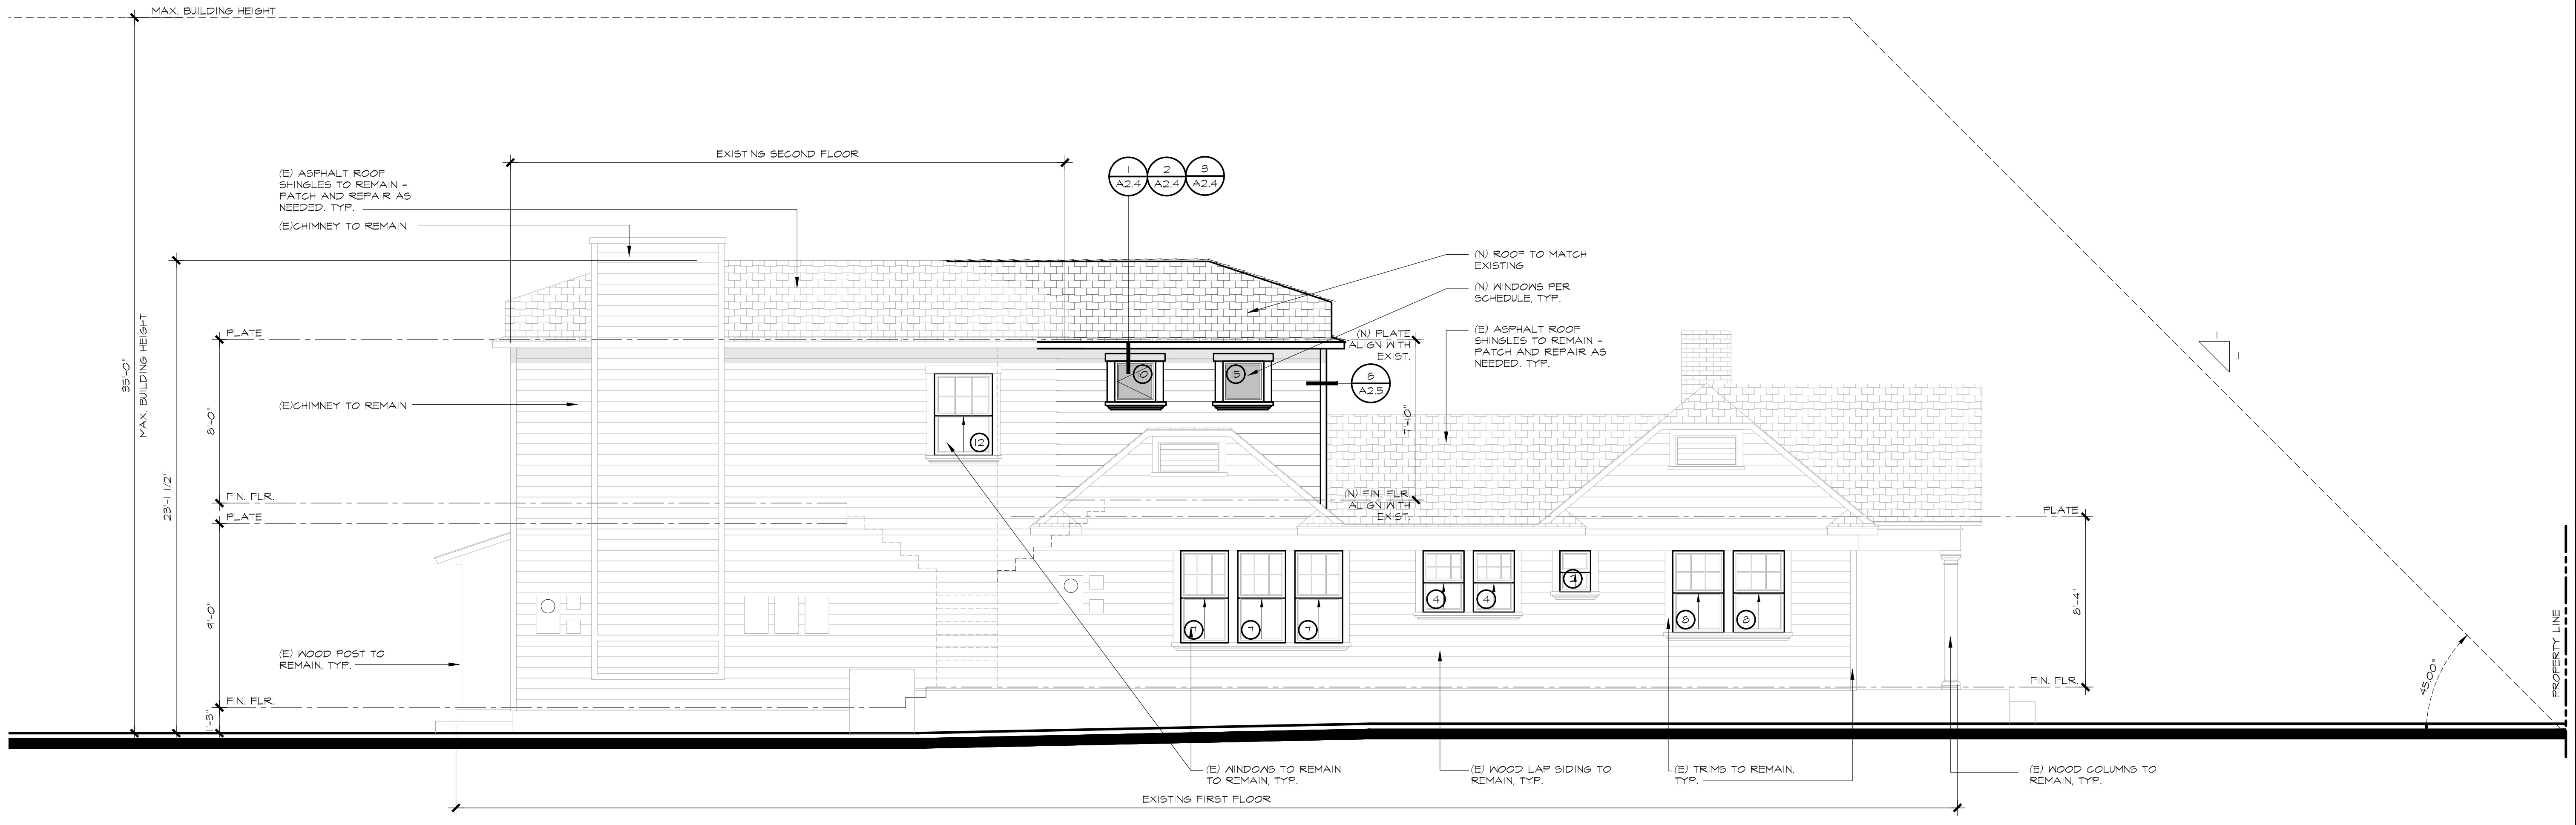 MAX. BUILDING HEIGHT
EXISTING SECOND FLOOR
(E) ASPHALT ROOF
SHINGLES TO REMAIN -
PATCH AND REPAIR AS
NEEDED. TYP.
(E)CHIMNEY TO REMAIN
1
A2.4
2
A2.4
3
A2.4
(N) ROOF TO MATCH
EXISTING
(N) WINDOWS PER
SCHEDULE, TYP.
(E) ASPHALT ROOF
SHINGLES TO REMAIN -
PATCH AND REPAIR AS
NEEDED. TYP.
35'-0"
MAX. BUILDING HEIGHT
23'-1 1/2"
PLATE
8'-0"
(E)CHIMNEY TO REMAIN
(N) PLATE
ALIGN WITH
EXIST.
10
15
8
A2.5
7'-10"
12
1
1
FIN. FLR.
PLATE
(N) FIN. FLR.
ALIGN WITH
EXIST.
PLATE
9'-0"
8'-4"
7
7
7
4
4
8
8
(E) WOOD POST TO
REMAIN, TYP.
FIN. FLR.
FIN. FLR.
1'-3"
45.00°
PROPERTY LINE
(E) WINDOWS TO REMAIN
TO REMAIN, TYP.
(E) WOOD LAP SIDING TO
REMAIN, TYP.
(E) TRIMS TO REMAIN,
TYP.
(E) WOOD COLUMNS TO
REMAIN, TYP.
EXISTING FIRST FLOOR